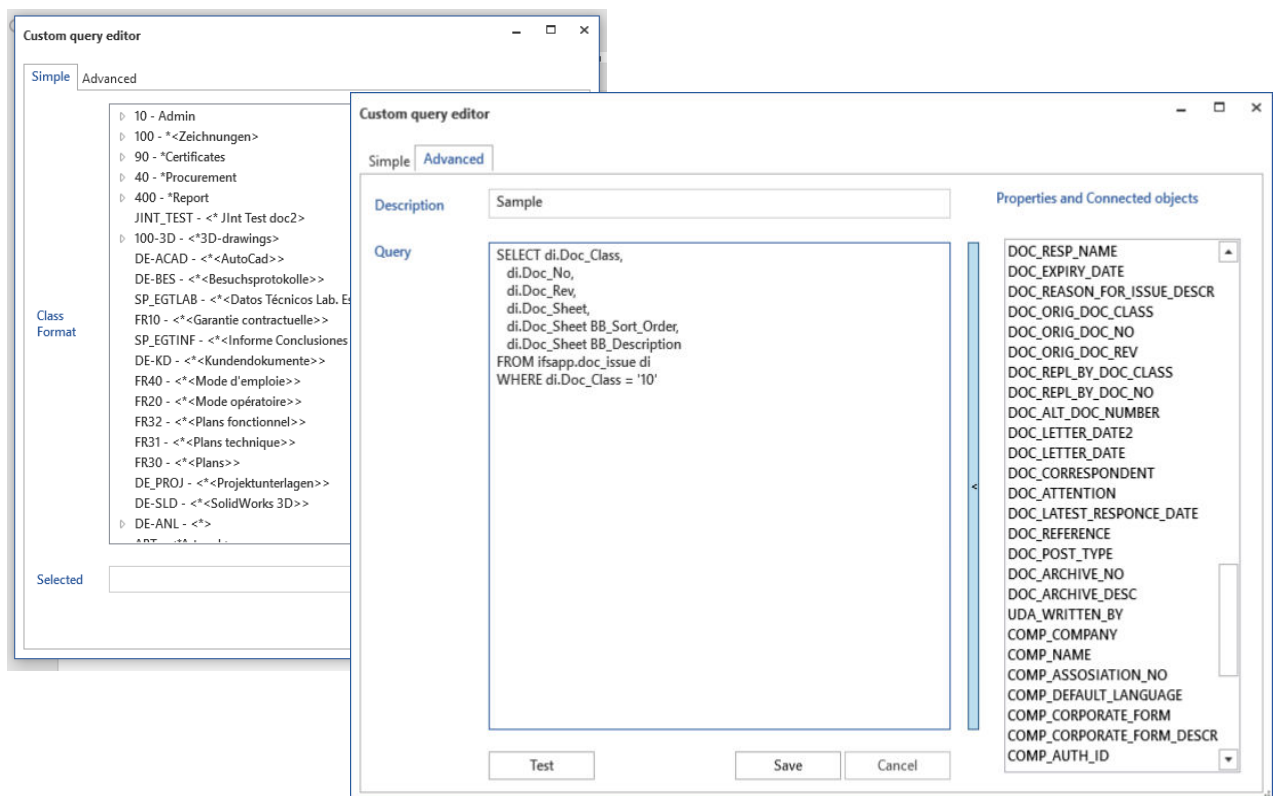 Custom query editor
Simple
Advanced
10 - Admin
100 - *<Zeichnungen>
90 - *Certificates
40 - *Procurement
400 - *Report
JINT_TEST - <* JInt Test doc2>
100-3D - <*3D-drawings>
DE-ACAD - <*<AutoCad>>
DE-BES - <*<Besuchsprotokolle>>
SP_EGTLAB - <*<Datos Técnicos Lab.
FR10 - <*<Garantie contractuelle>>
SP_EGTINF - <*<Informe Conclusiones
DE-KD - <*<Kundendokumente>>
FR40 - <*<Mode d'emploie>>
FR20 - <*<Mode opératoire>>
FR32 - <*<Plans fonctionnel>>
FR31 - <*<Plans technique>>
FR30 - <*<Plans>>
DE_PROJ - <*<Projektunterlagen>>
DE-SLD - <*<SolidWorks 3D>>
DE-ANL - <*>
Class
Format
Selected
Custom query editor
Simple
Advanced
Description
Sample
Query
SELECT di.Doc_Class,
di.Doc_No,
di.Doc_Rev,
di.Doc_Sheet,
di.Doc_Sheet BB_Sort_Order,
di.Doc_Sheet BB_Description
FROM ifsapp.doc_issue di
WHERE di.Doc_Class = '10'
<
Properties and Connected objects
DOC_RESP_NAME
DOC_EXPIRY_DATE
DOC_REASON_FOR_ISSUE_DESCR
DOC_ORIG_DOC_CLASS
DOC_ORIG_DOC_NO
DOC_ORIG_DOC_REV
DOC_REPL_BY_DOC_CLASS
DOC_REPL_BY_DOC_NO
DOC_ALT_DOC_NUMBER
DOC_LETTER_DATE2
DOC_LETTER_DATE
DOC_CORRESPONDENT
DOC_ATTENTION
DOC_LATEST_RESPONCE_DATE
DOC_REFERENCE
DOC_POST_TYPE
DOC_ARCHIVE_NO
DOC_ARCHIVE_DESC
UDA_WRITTEN_BY
COMP_COMPANY
COMP_NAME
COMP_ASSOSIATION_NO
COMP_DEFAULT_LANGUAGE
COMP_CORPORATE_FORM
COMP_CORPORATE_FORM_DESCR
COMP_AUTH_ID
Test
Save
Cancel